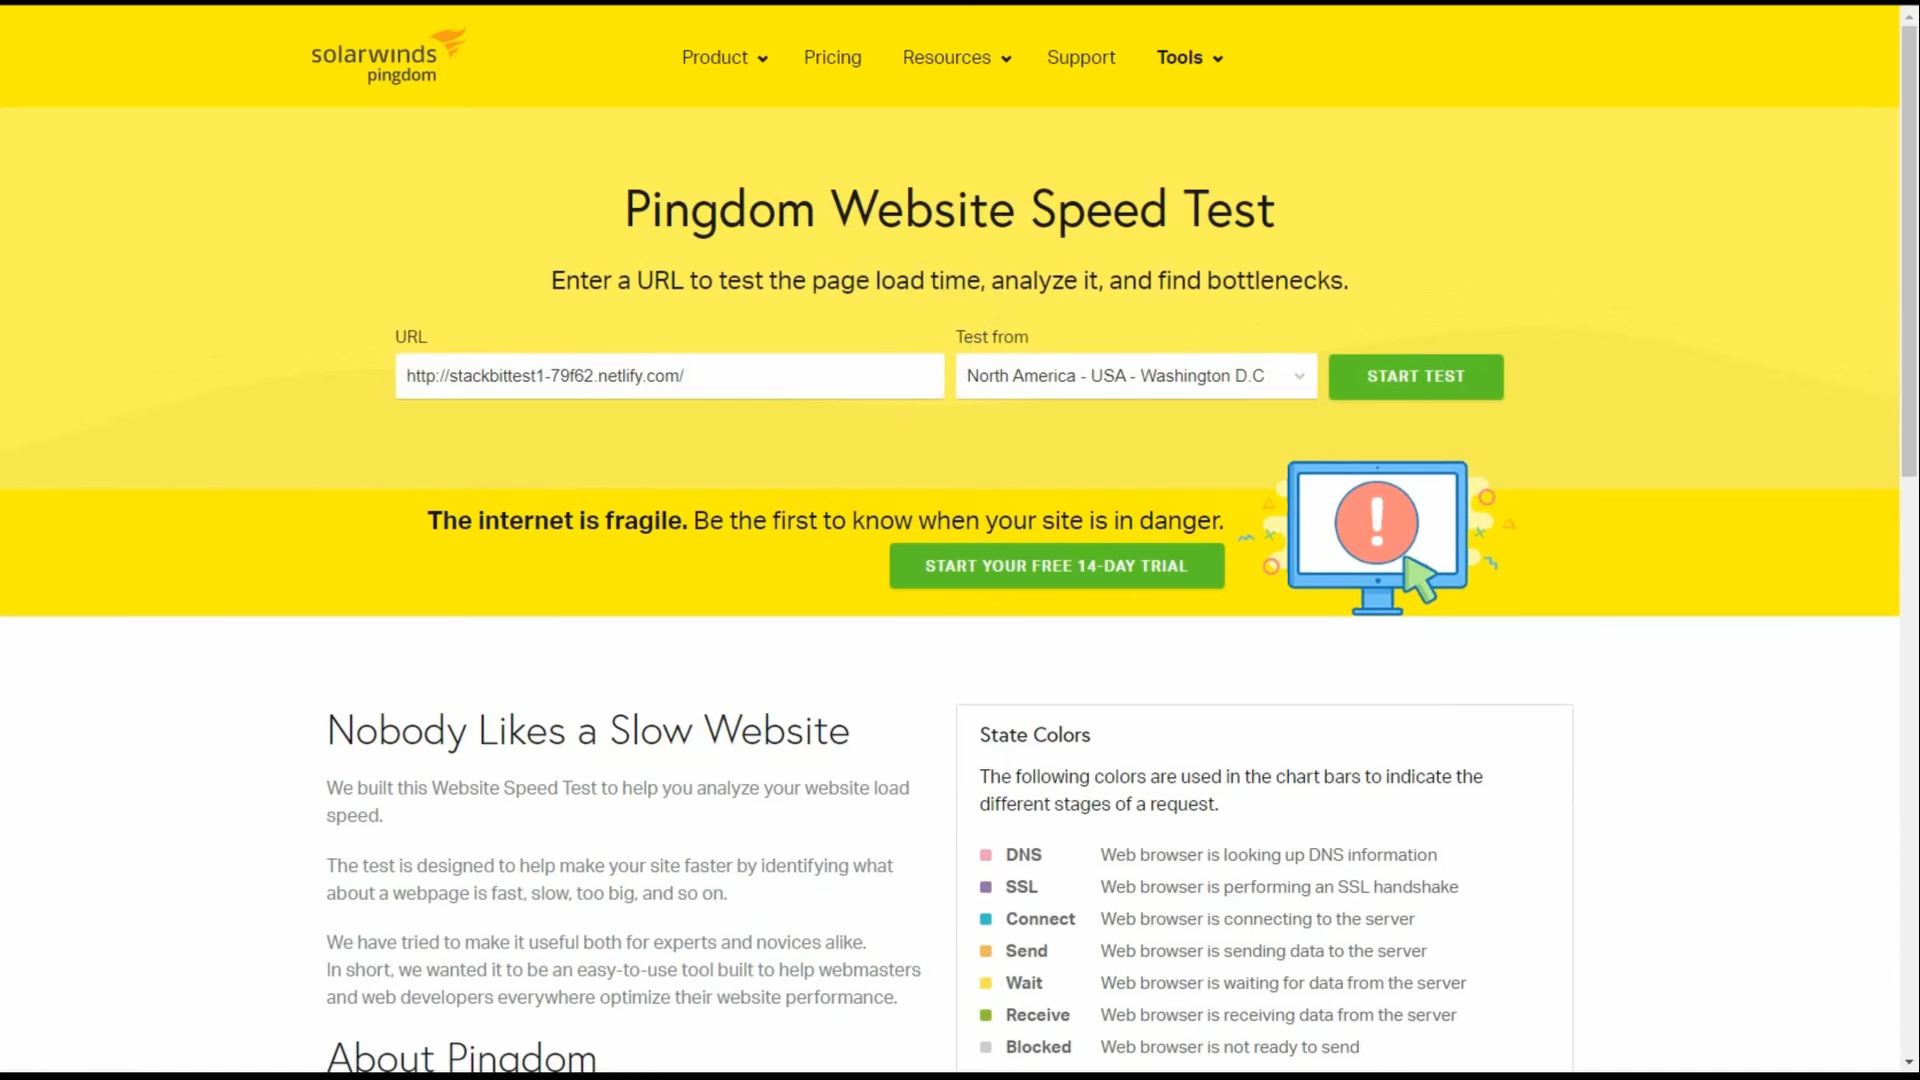 solarwinds
pingdom
Product
Pricing
Resources
Support
Tools
Pingdom Website Speed Test
Enter a URL to test the page load time, analyze it, and find bottlenecks.
URL
Test from
http://stackbittest1-79f62.netlify.com/
North America - USA - Washington D.C
START TEST
The internet is fragile. Be the first to know when your site is in danger.
START YOUR FREE 14-DAY TRIAL
Nobody Likes a Slow Website
We built this Website Speed Test to help you analyze your website load
speed.
The test is designed to help make your site faster by identifying what
about a webpage is fast, slow, too big, and so on.
We have tried to make it useful both for experts and novices alike.
In short, we wanted it to be an easy-to-use tool built to help webmasters
and web developers everywhere optimize their website performance.
About Pingdom
State Colors
The following colors are used in the chart bars to indicate the
different stages of a request.
DNS Web browser is looking up DNS information
SSL Web browser is performing an SSL handshake
Connect Web browser is connecting to the server
Send Web browser is sending data to the server
Wait Web browser is waiting for data from the server
Receive Web browser is receiving data from the server
Blocked Web browser is not ready to send